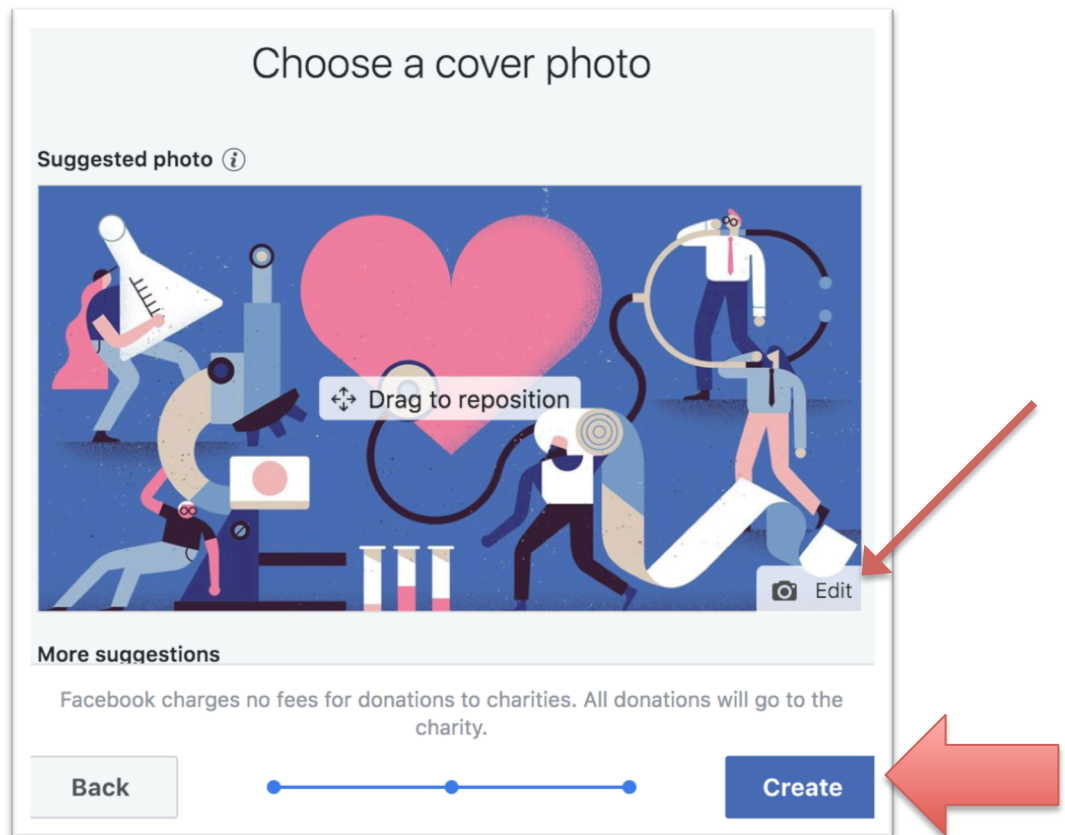 Choose a cover photo
Suggested photo
Drag to reposition
Edit
More suggestions
Facebook charges no fees for donations to charities. All donations will go to the
charity.
Back
Create